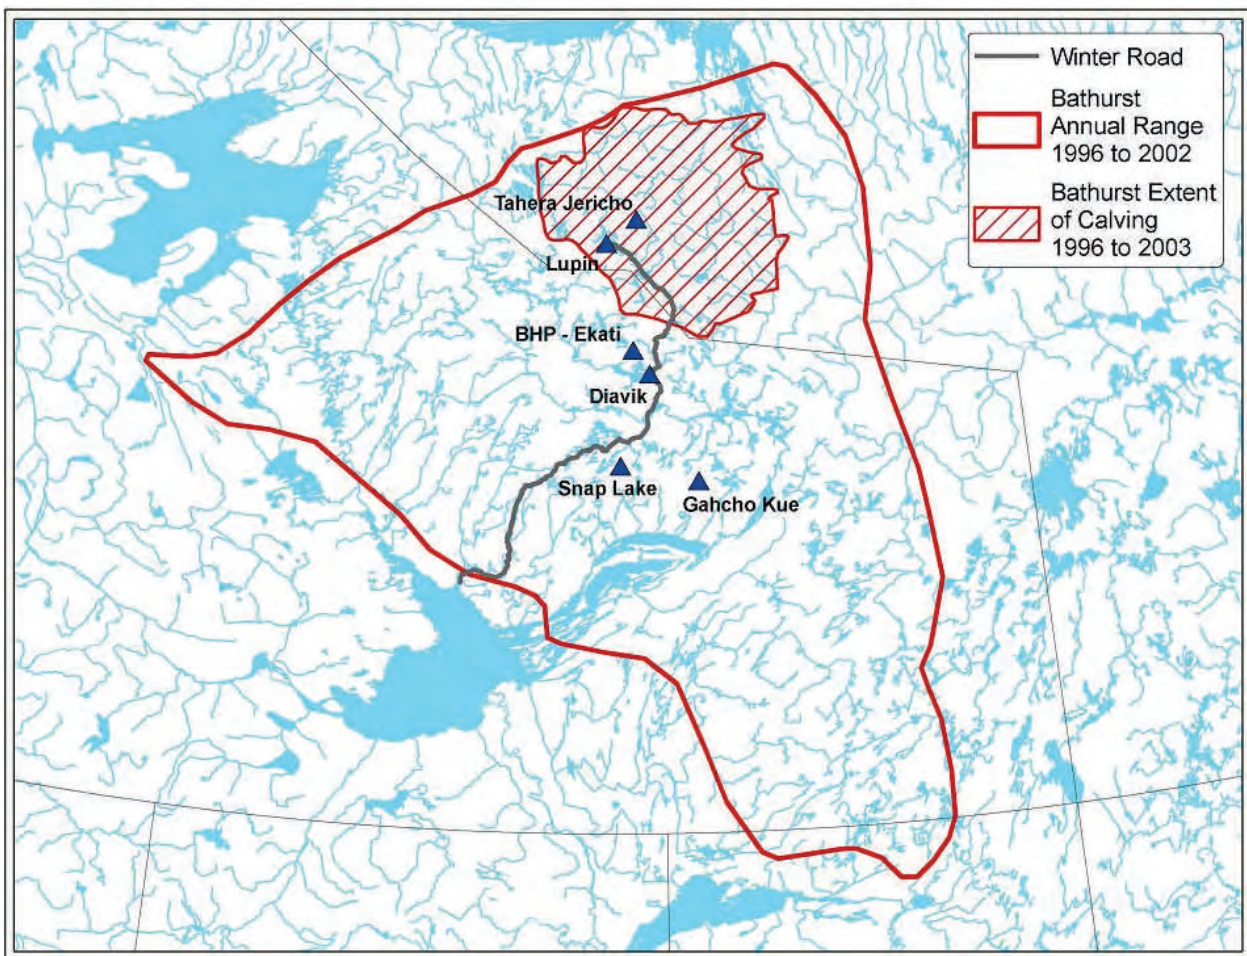 Winter Road
Bathurst
Annual Range
1996 to 2002
Bathurst Extent
of Calving
1996 to 2003
Tahera Jericho
Lupin
BHP - Ekati
Diavik
Snap Lake
Gahcho Kue